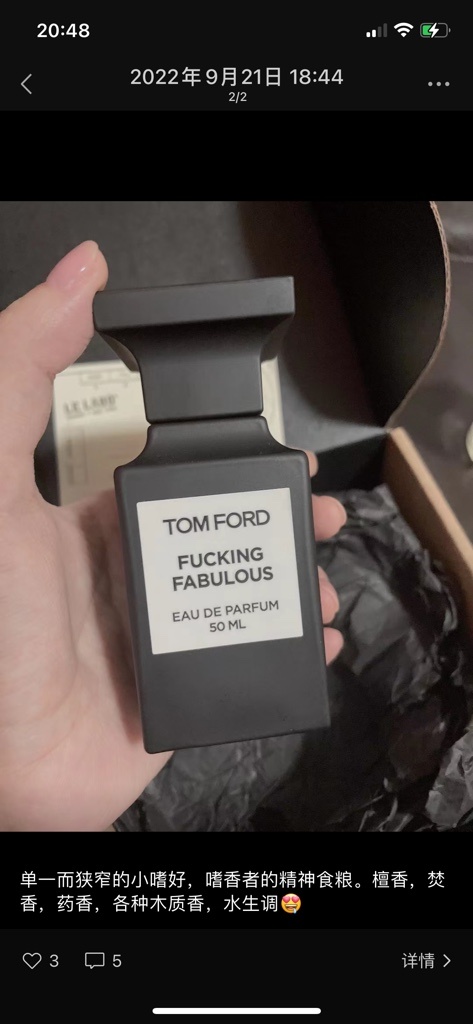 20:48
2022年9月21日 18:44
2/2
LE LABO
TOM FORD
FUCKING
FABULOUS
EAU DE PARFUM
50 ML
单一而狭窄的小嗜好，嗜香者的精神食粮。檀香，焚
香，药香，各种木质香，水生调🤩
3
5
详情